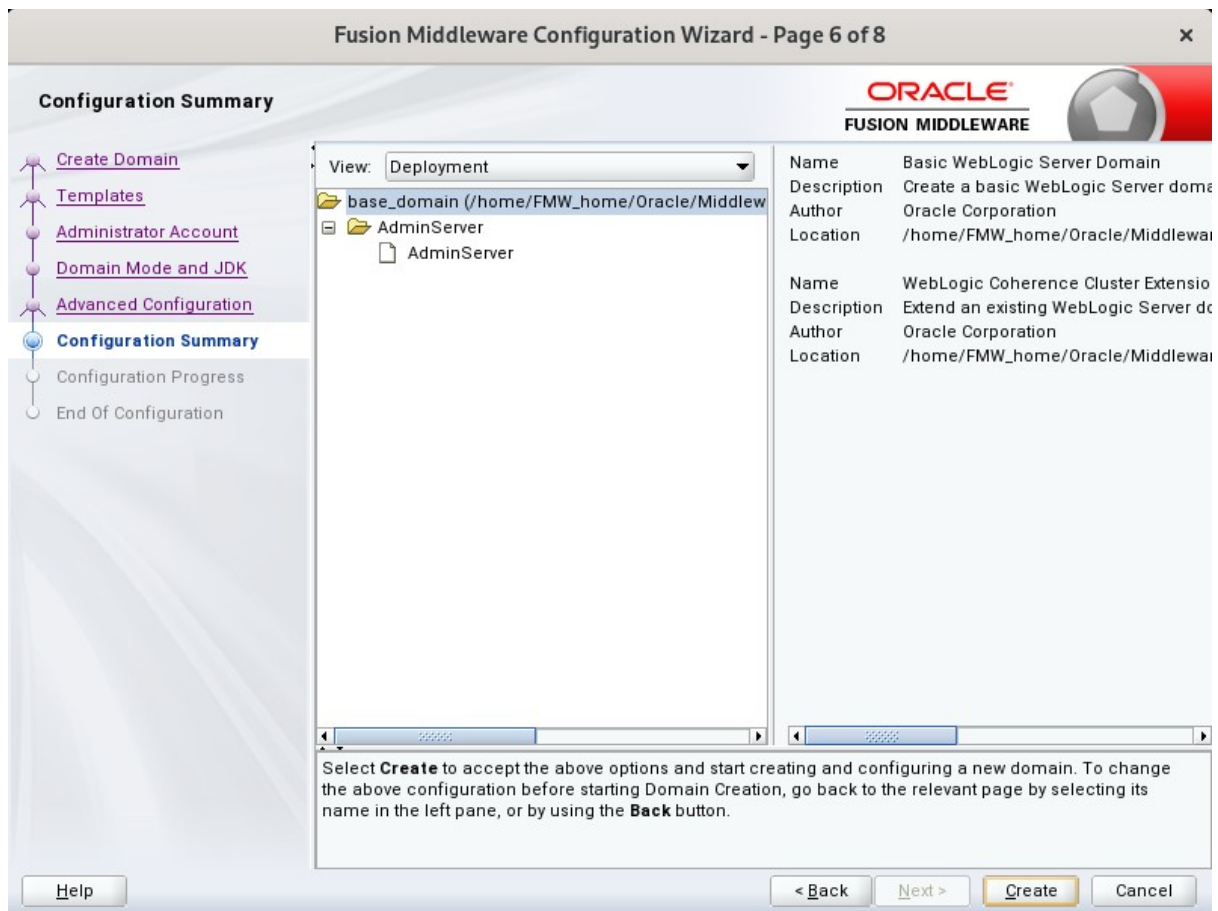 Fusion Middleware Configuration Wizard - Page 6 of 8
Configuration Summary
ORACLE
FUSION MIDDLEWARE
Create Domain
Templates
Administrator Account
Domain Mode and JDK
Advanced Configuration
Configuration Summary
Configuration Progress
End Of Configuration
View: Deployment
base_domain (/home/FMW_home/Oracle/Middlew
AdminServer
AdminServer
Name Basic WebLogic Server Domain
Description Create a basic WebLogic Server doma
Author Oracle Corporation
Location /home/FMW_home/Oracle/Middlewar
Name WebLogic Coherence Cluster Extensio
Description Extend an existing WebLogic Server do
Author Oracle Corporation
Location /home/FMW_home/Oracle/Middlewar
Select Create to accept the above options and start creating and configuring a new domain. To change
the above configuration before starting Domain Creation, go back to the relevant page by selecting its
name in the left pane, or by using the Back button.
Help
< Back Next > Create Cancel